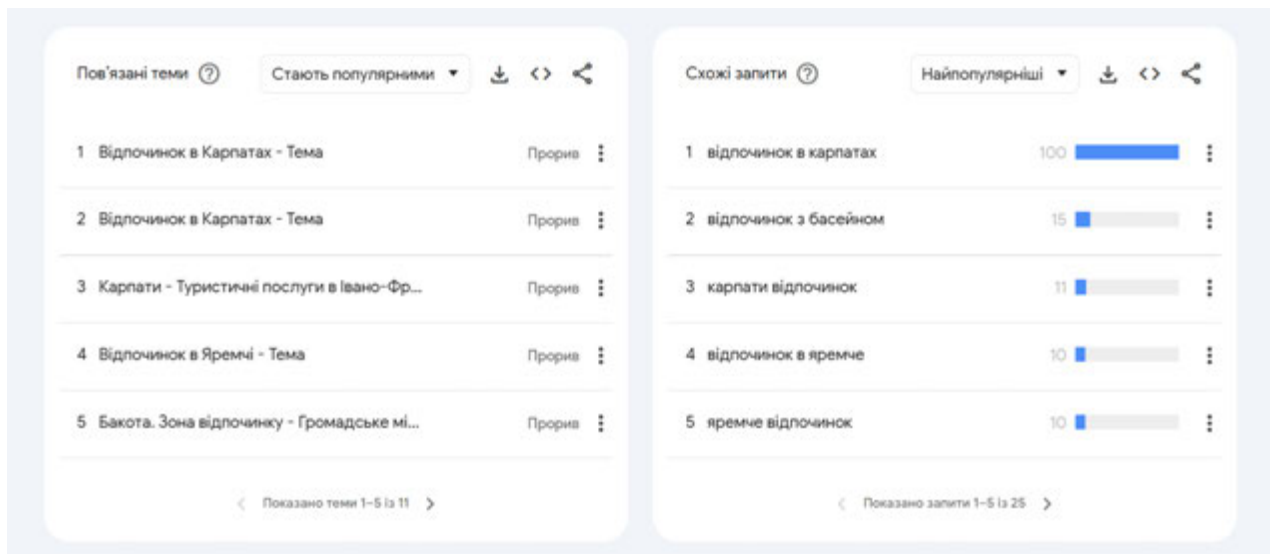 Пов'язані теми
Стають популярними
1 Відпочинок в Карпатах - Тема Прорив
2 Відпочинок в Карпатах - Тема Прорив
3 Карпати - Туристичні послуги в Івано-Фр... Прорив
4 Відпочинок в Яремчі - Тема Прорив
5 Бакота. Зона відпочинку - Громадське мі... Прорив
Показано теми 1–5 із 11
Схожі запити
Найпопулярніші
1 відпочинок в карпатах 100
2 відпочинок з басейном 15
3 карпати відпочинок 11
4 відпочинок в яремче 10
5 яремче відпочинок 10
Показано запити 1–5 із 25